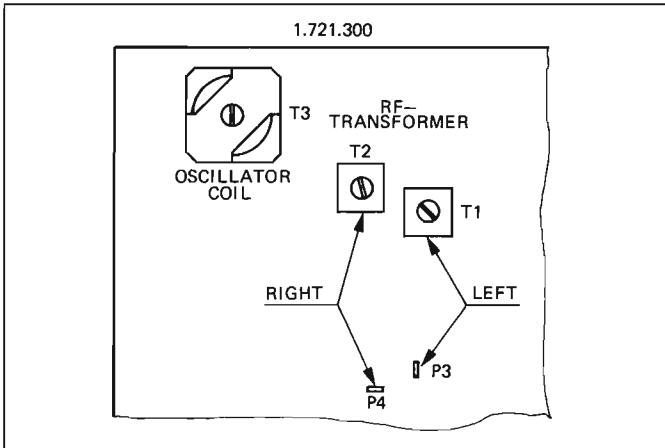 1.721.300
T3
OSCILLATOR
COIL
RF–
TRANSFORMER
T2
T1
RIGHT
LEFT
P3
P4